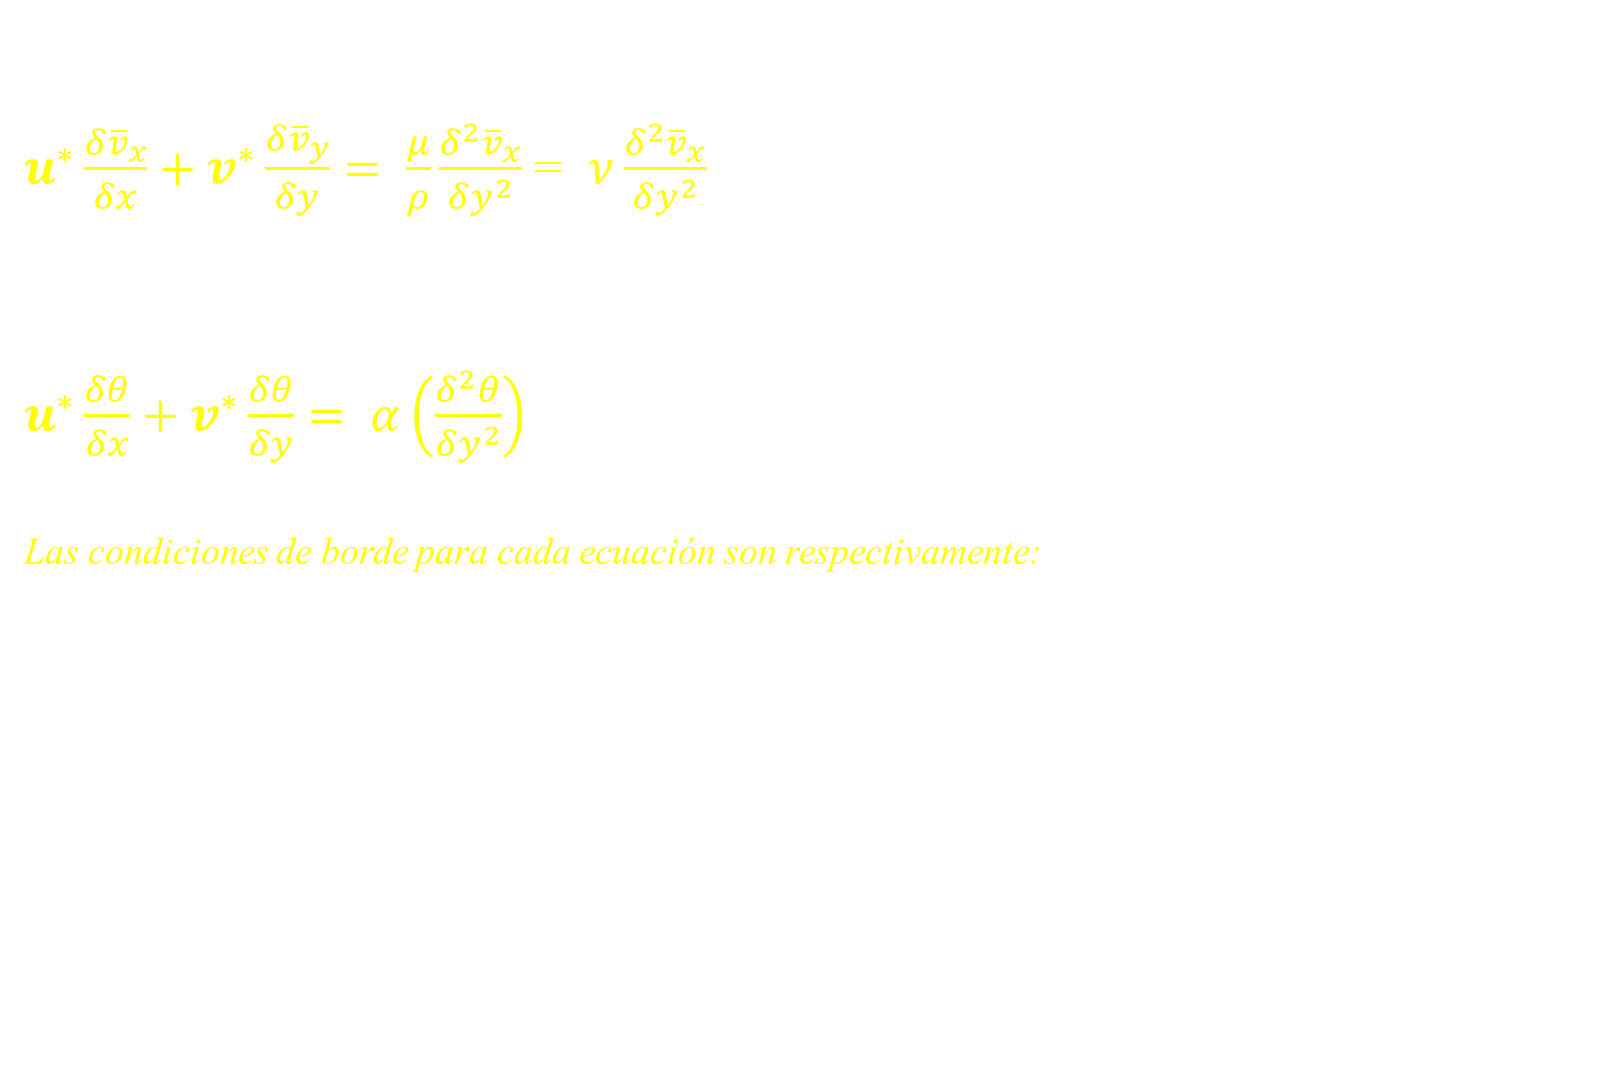 𝒖* δv̄ₓ/δx + 𝒗* δv̄_y/δy = μ/ρ δ²v̄ₓ/δy² = ν δ²v̄ₓ/δy²
𝒖* δθ/δx + 𝒗* δθ/δy = α (δ²θ/δy²)
Las condiciones de borde para cada ecuación son respectivamente: